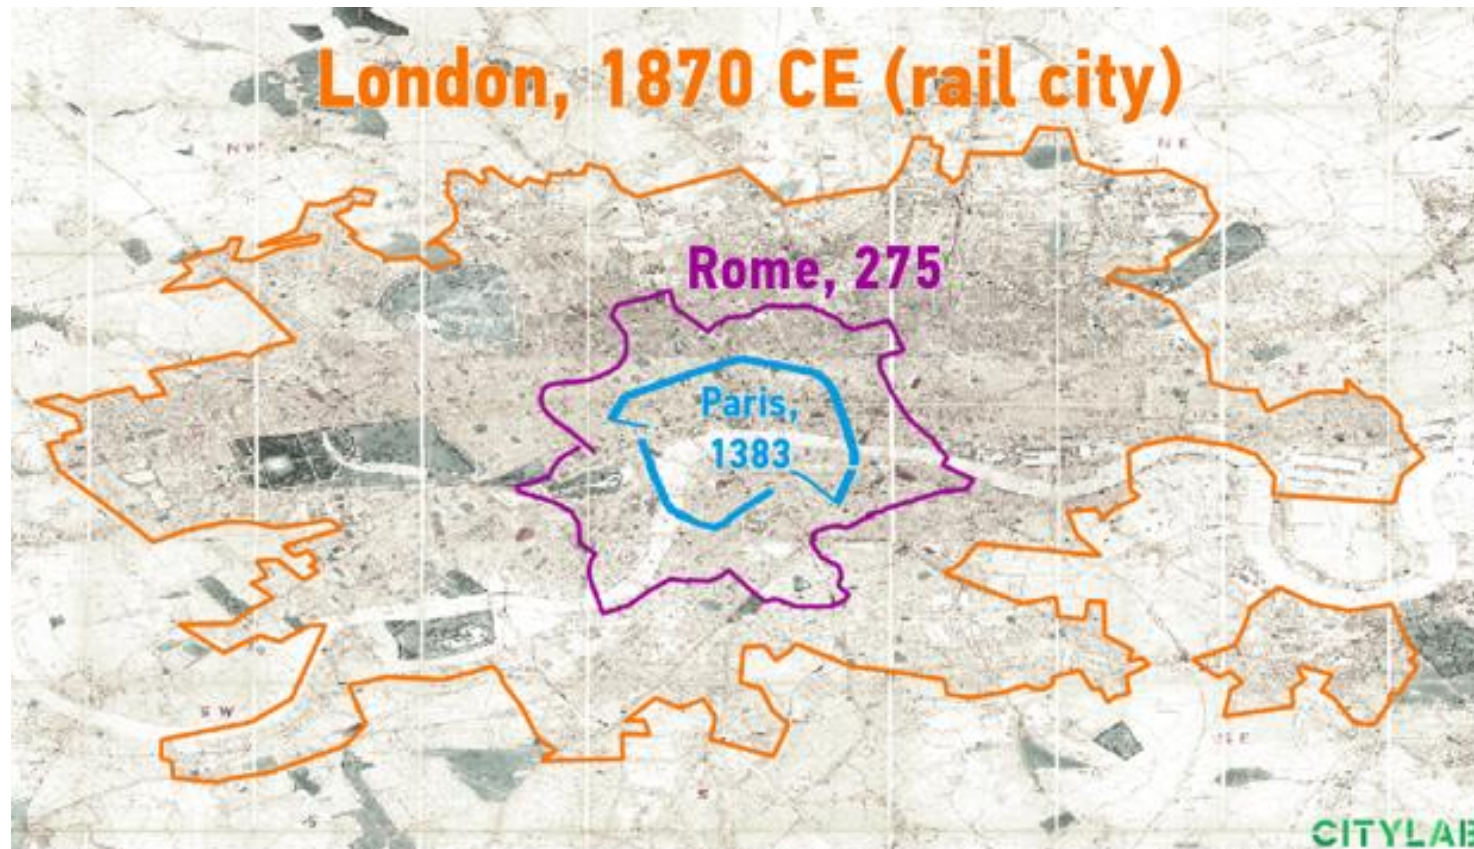 London, 1870 CE (rail city)
N W
N
N E
Rome, 275
E
Paris,
1383
S W
S E
S
CITYLAB